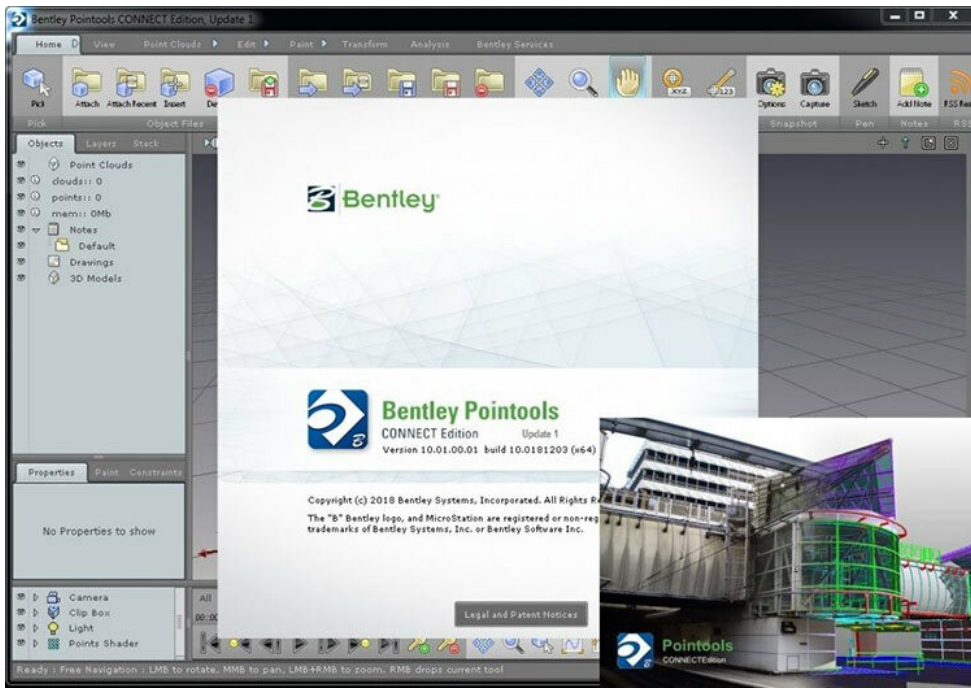 Bentley Pointools CONNECT Edition, Update 1
Home View Point Clouds Edit Paint Transform Analysis Bentley Services
Pick Attach Attach Recent Insert Options Capture Sketch Add Note
Pick Object Files Snapshot Pen Notes
Objects Layers Stack
Point Clouds
clouds:: 0
points:: 0
mem:: 0Mb
Notes
Default
Drawings
3D Models
Bentley
Bentley Pointools
CONNECT Edition Update 1
Version 10.01.00.01 build 10.0181203 (x64)
Copyright (c) 2018 Bentley Systems, Incorporated. All Rights
The "B" Bentley logo, and MicroStation are registered or non-reg
trademarks of Bentley Systems, Inc. or Bentley Software Inc.
Legal and Patent Notices
Properties Paint Constraints
No Properties to show
Camera
Clip Box
Light
Points Shader
All
Pointools
CONNECTEdition
Ready : Free Navigation : LMB to rotate, MMB to pan, LMB+RMB to zoom. RMB drops current tool